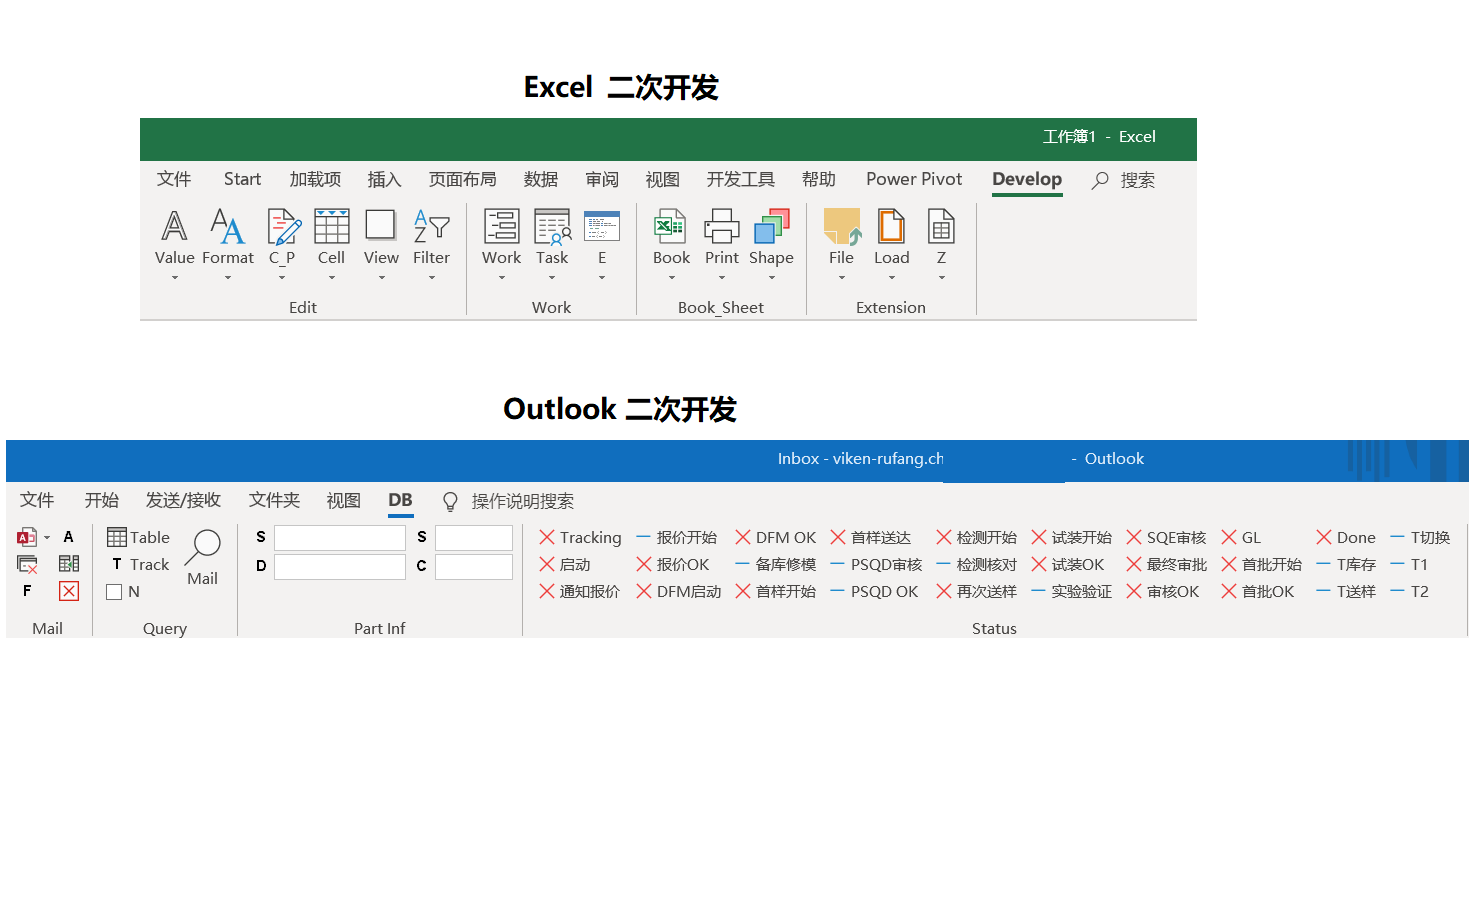 Excel 二次开发
工作簿1 - Excel
文件 Start 加载项 插入 页面布局 数据 审阅 视图 开发工具 帮助 Power Pivot Develop 搜索
Value Format C_P Cell View Filter Work Task E Book Print Shape File Load Z
Edit Work Book_Sheet Extension
Outlook 二次开发
Inbox - viken-rufang.ch - Outlook
文件 开始 发送/接收 文件夹 视图 DB 操作说明搜索
A Table S S Tracking 报价开始 DFM OK 首样送达 检测开始 试装开始 SQE审核 GL Done T切换
T Track Mail D C 启动 报价OK 备库修模 PSQD审核 检测核对 试装OK 最终审批 首批开始 T库存 T1
F N 通知报价 DFM启动 首样开始 PSQD OK 再次送样 实验验证 审核OK 首批OK T送样 T2
Mail Query Part Inf Status